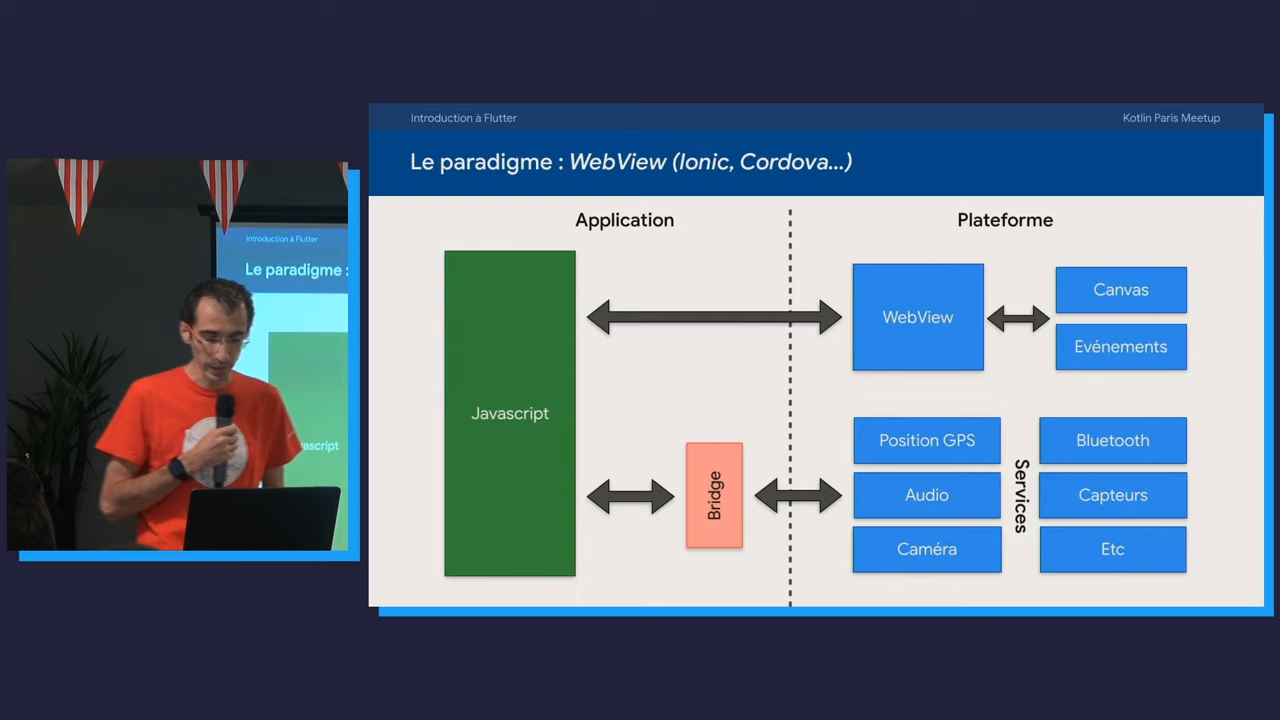 Introduction à Flutter
Kotlin Paris Meetup
Le paradigme : WebView (Ionic, Cordova...)
Application
Plateforme
Javascript
Bridge
WebView
Canvas
Evénements
Position GPS
Audio
Caméra
Services
Bluetooth
Capteurs
Etc
Introduction à Flutter
Le paradigme :
ascript